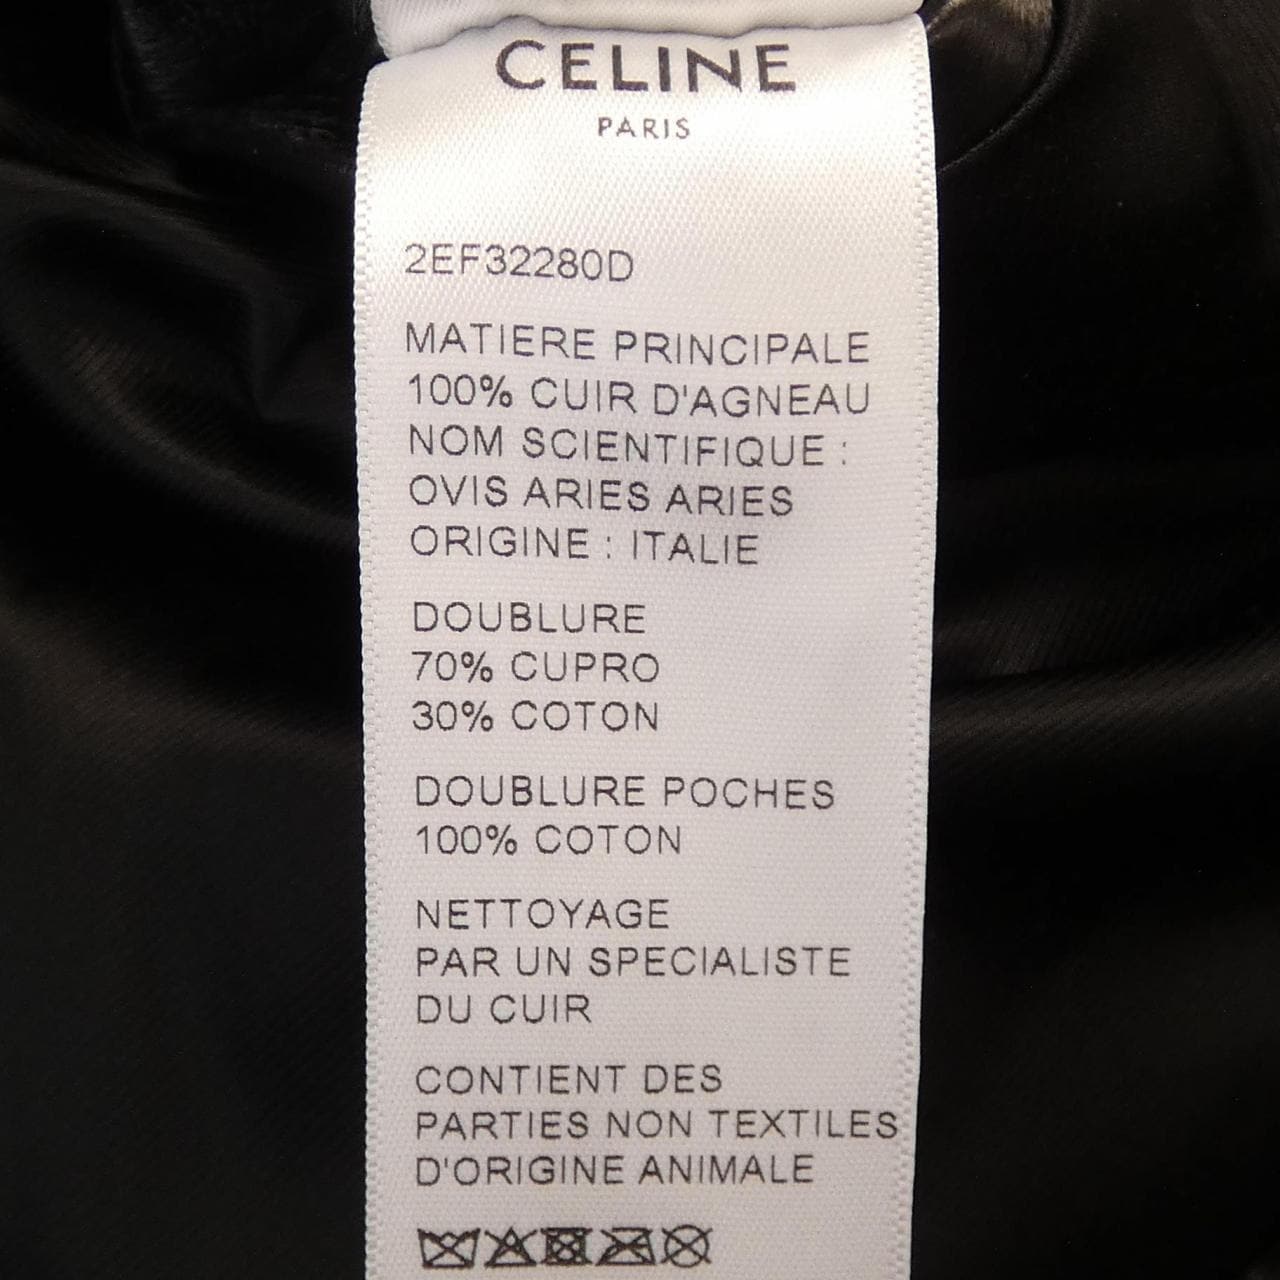 CELINE
PARIS
2EF32280D
MATIERE PRINCIPALE
100% CUIR D'AGNEAU
NOM SCIENTIFIQUE :
OVIS ARIES ARIES
ORIGINE : ITALIE
DOUBLURE
70% CUPRO
30% COTON
DOUBLURE POCHES
100% COTON
NETTOYAGE
PAR UN SPECIALISTE
DU CUIR
CONTIENT DES
PARTIES NON TEXTILES
D'ORIGINE ANIMALE